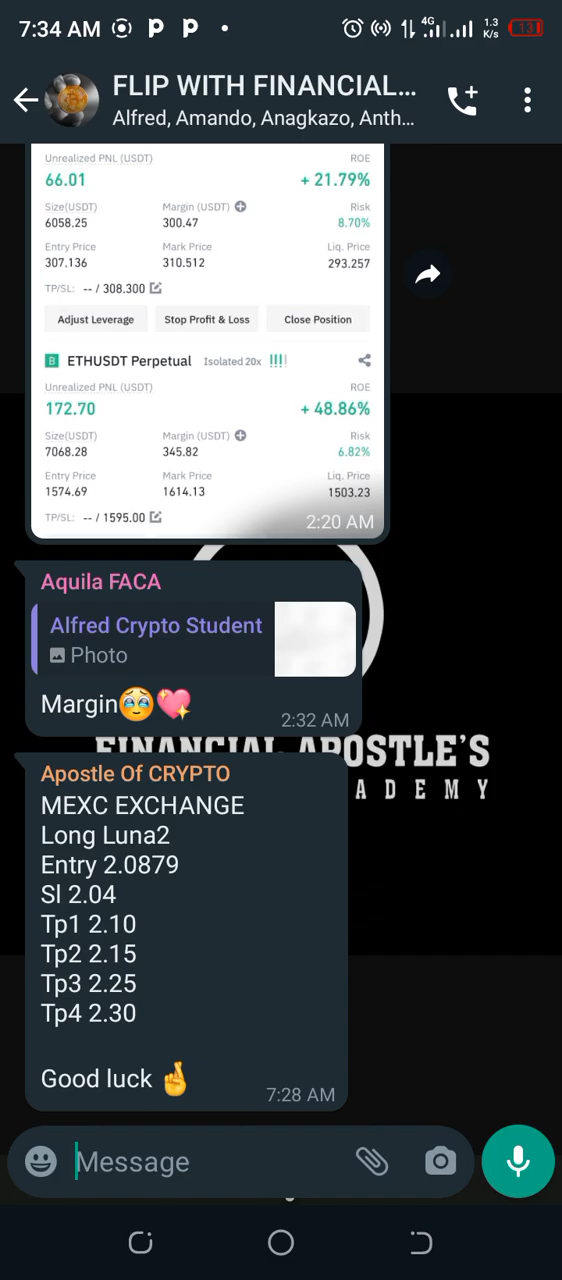 7:34 AM
4G
1.3
K/s
13
FLIP WITH FINANCIAL...
Alfred, Amando, Anagkazo, Anth...
Unrealized PNL (USDT) ROE
66.01 + 21.79%
Size(USDT) Margin (USDT) Risk
6058.25 300.47 8.70%
Entry Price Mark Price Liq. Price
307.136 310.512 293.257
TP/SL: -- / 308.300
Adjust Leverage Stop Profit & Loss Close Position
B ETHUSDT Perpetual Isolated 20x
Unrealized PNL (USDT) ROE
172.70 + 48.86%
Size(USDT) Margin (USDT) Risk
7068.28 345.82 6.82%
Entry Price Mark Price Liq. Price
1574.69 1614.13 1503.23
TP/SL: -- / 1595.00
2:20 AM
Aquila FACA
Alfred Crypto Student
Photo
Margin🥹💖
2:32 AM
FINANCIAL APOSTLE'S
ADEMY
Apostle Of CRYPTO
MEXC EXCHANGE
Long Luna2
Entry 2.0879
Sl 2.04
Tp1 2.10
Tp2 2.15
Tp3 2.25
Tp4 2.30
Good luck 🤞
7:28 AM
Message